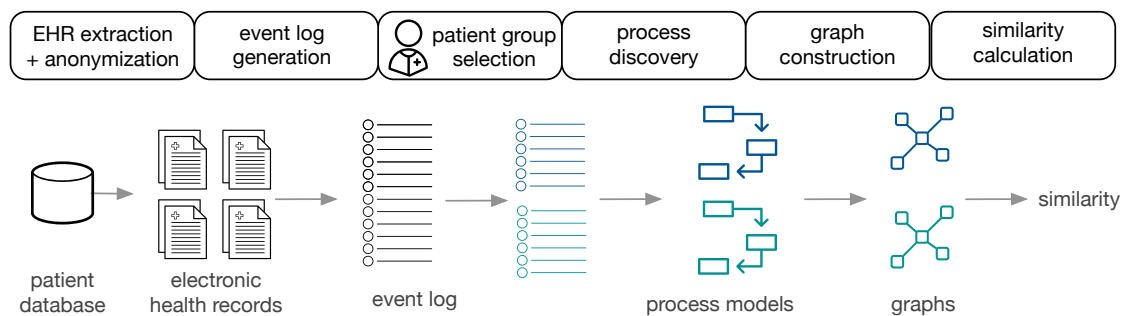 EHR extraction
+ anonymization
event log
generation
patient group
selection
process
discovery
graph
construction
similarity
calculation
patient
database
electronic
health records
event log
process models
graphs
similarity